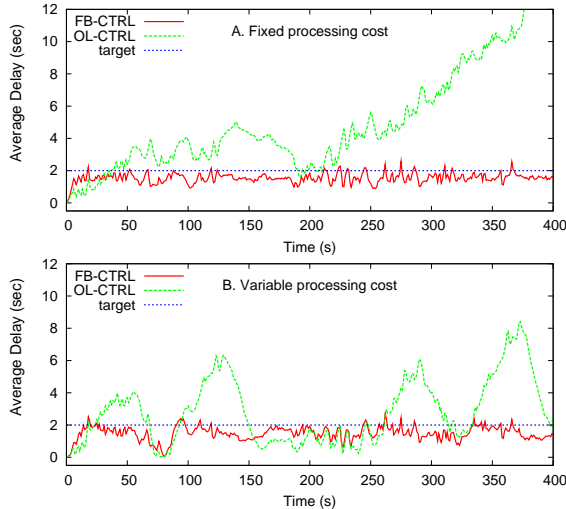 FB-CTRL
OL-CTRL
target
A. Fixed processing cost
Average Delay (sec)
12
10
8
6
4
2
0
0 50 100 150 200 250 300 350 400
Time (s)
FB-CTRL
OL-CTRL
target
B. Variable processing cost
Average Delay (sec)
12
10
8
6
4
2
0
0 50 100 150 200 250 300 350 400
Time (s)